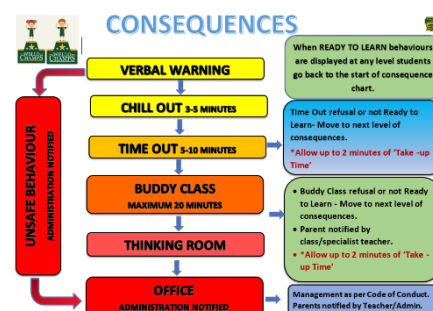 CONSEQUENCES
VERBAL WARNING
CHILL OUT 3-5 MINUTES
TIME OUT 5-10 MINUTES
BUDDY CLASS
MAXIMUM 20 MINUTES
THINKING ROOM
OFFICE
ADMINISTRATION NOTIFIED
UNSAFE BEHAVIOUR
ADMINISTRATION NOTIFIED
When READY TO LEARN behaviours
are displayed at any level students
go back to the start of consequence
chart.
Time Out refusal or not Ready to
Learn- Move to next level of
consequences.
*Allow up to 2 minutes of 'Take -up
Time'
• Buddy Class refusal or not Ready
to Learn - Move to next level of
consequences.
• Parent notified by
class/specialist teacher.
• *Allow up to 2 minutes of 'Take -
up Time'
Management as per Code of Conduct.
Parents notified by Teacher/Admin.